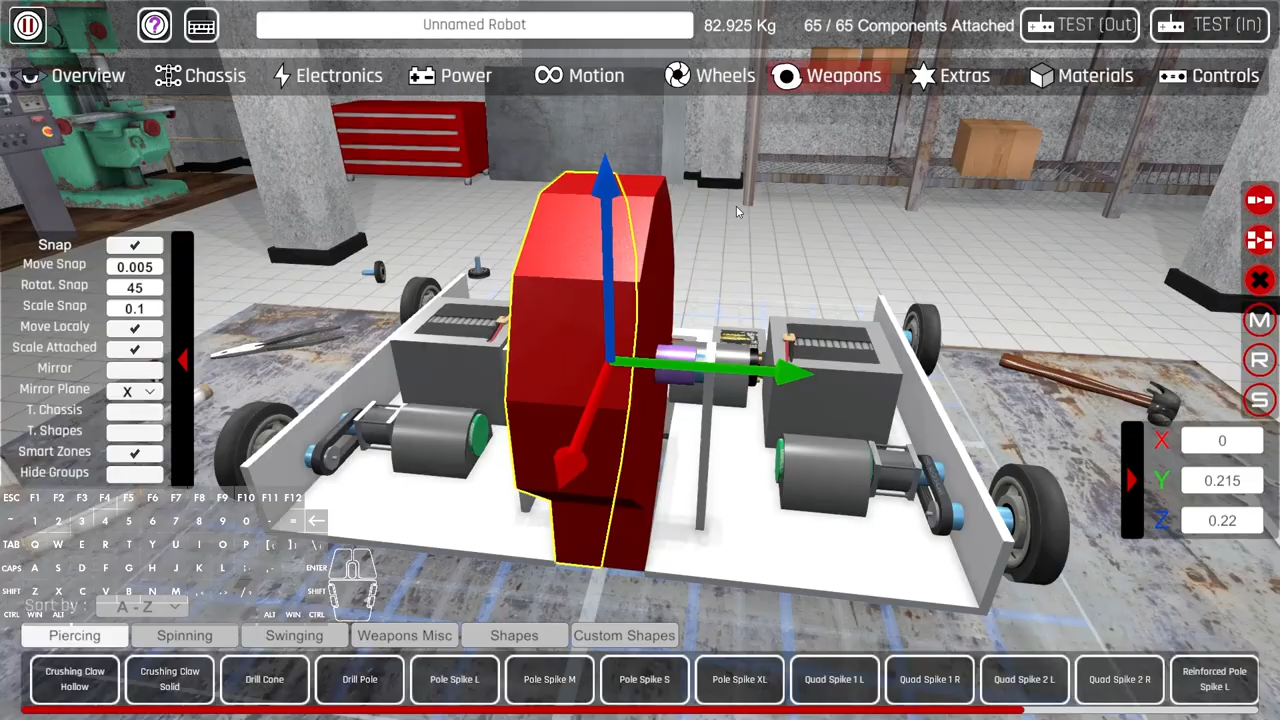 Unnamed Robot
82.925 Kg
65 / 65 Components Attached
TEST (Out)
TEST (In)
Overview
Chassis
Electronics
Power
Motion
Wheels
Weapons
Extras
Materials
Controls
Snap
Move Snap 0.005
Rotat. Snap 45
Scale Snap 0.1
Move Localy
Scale Attached
Mirror
Mirror Plane X
T. Chassis
T. Shapes
Smart Zones
Hide Groups
M
R
S
X 0
Y 0.215
Z 0.22
ESC F1 F2 F3 F4 F5 F6 F7 F8 F9 F10 F11 F12
~ 1 2 3 4 5 6 7 8 9 0 - =
TAB Q W E R T Y U I O P [ ] \
CAPS A S D F G H J K L ; ' ENTER
SHIFT Z X C V B N M , . / SHIFT
CTRL WIN ALT ALT WIN CTRL
Sort by : A - Z
Piercing
Spinning
Swinging
Weapons Misc
Shapes
Custom Shapes
Crushing Claw
Hollow
Crushing Claw
Solid
Drill Cone
Drill Pole
Pole Spike L
Pole Spike M
Pole Spike S
Pole Spike XL
Quad Spike 1 L
Quad Spike 1 R
Quad Spike 2 L
Quad Spike 2 R
Reinforced Pole
Spike L